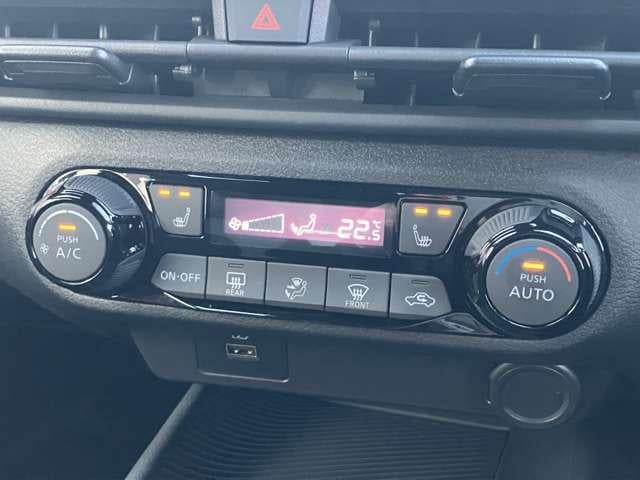 PUSH
A/C
22.5
℃
ON·OFF
REAR
FRONT
PUSH
AUTO